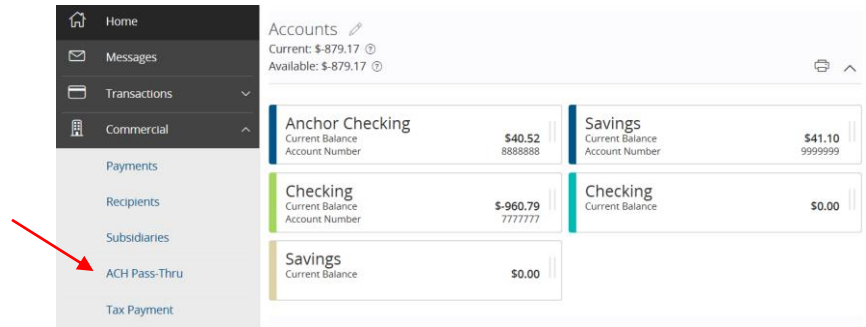 Home
Messages
Transactions
Commercial
Payments
Recipients
Subsidiaries
ACH Pass-Thru
Tax Payment
Accounts
Current: $-879.17
Available: $-879.17
Anchor Checking
Current Balance $40.52
Account Number 8888888
Savings
Current Balance $41.10
Account Number 9999999
Checking
Current Balance $-960.79
Account Number 7777777
Checking
Current Balance $0.00
Savings
Current Balance $0.00